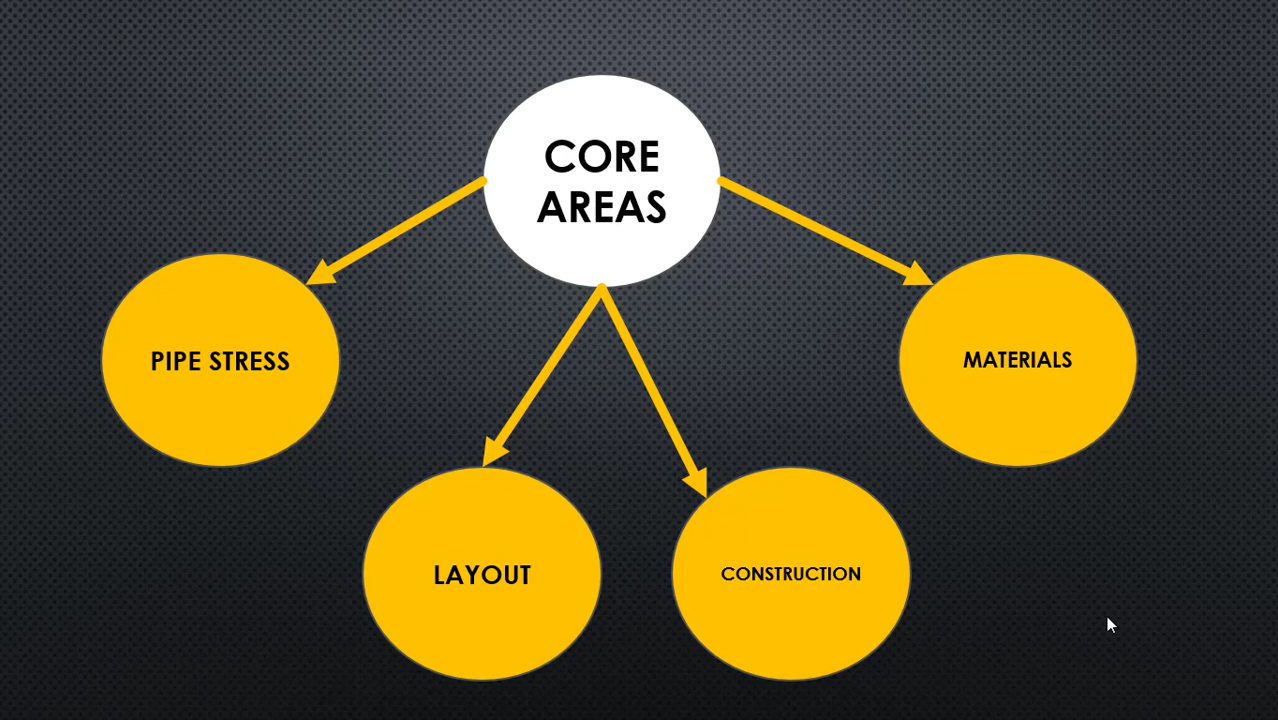 CORE
AREAS
PIPE STRESS
MATERIALS
LAYOUT
CONSTRUCTION